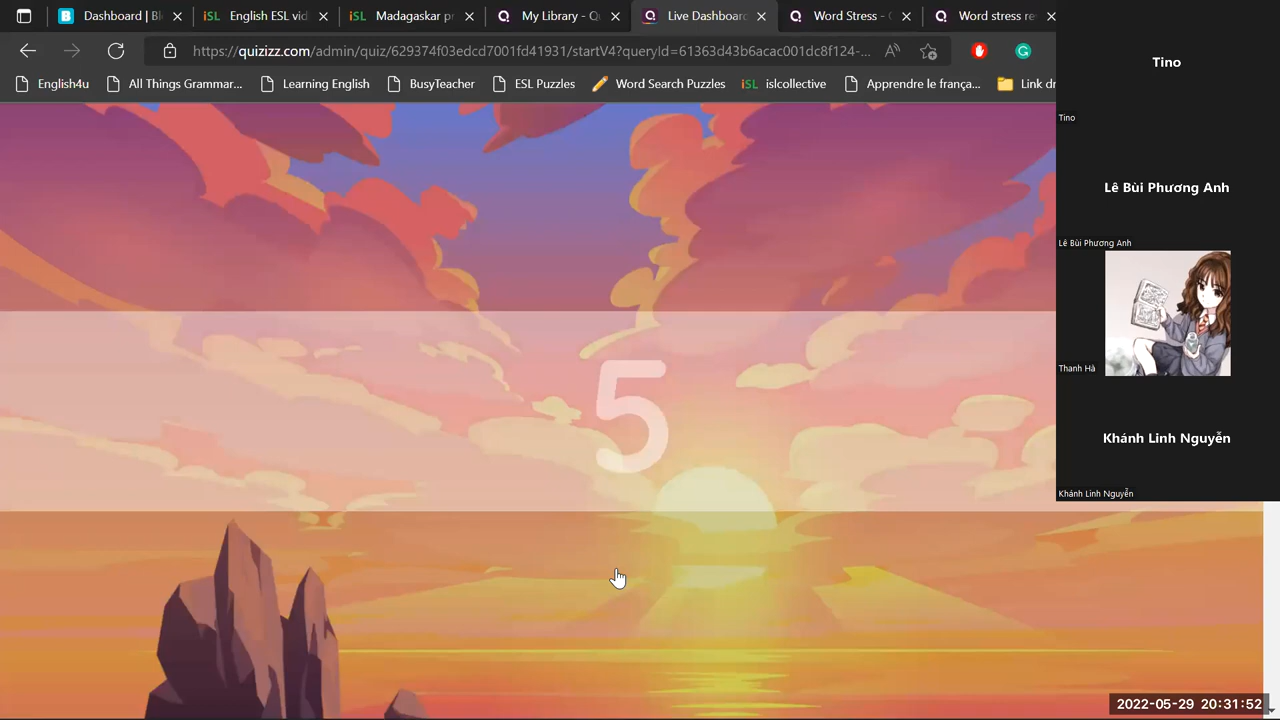 Dashboard | Bl
English ESL vid
Madagaskar pr
My Library - Qu
Live Dashboard
Word Stress - Q
Word stress re
https://quizizz.com/admin/quiz/629374f03edcd7001fd41931/startV4?queryId=61363d43b6acac001dc8f124-...
English4u
All Things Grammar...
Learning English
BusyTeacher
ESL Puzzles
Word Search Puzzles
islcollective
Apprendre le frança...
Link dr
5
Tino
Tino
Lê Bùi Phương Anh
Lê Bùi Phương Anh
Thanh Hà
Khánh Linh Nguyễn
Khánh Linh Nguyễn
2022-05-29 20:31:52